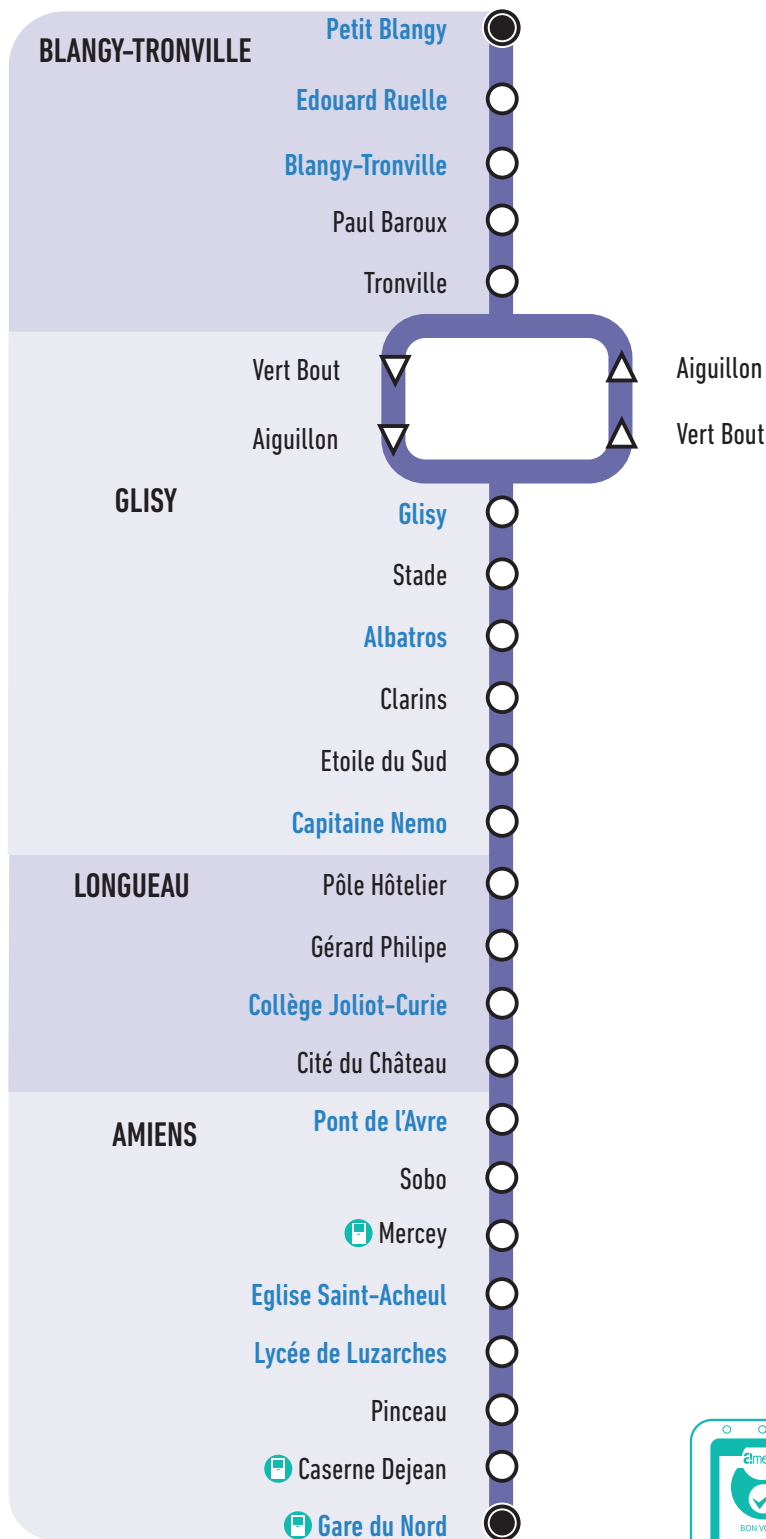 BLANGY-TRONVILLE
Petit Blangy
Edouard Ruelle
Blangy-Tronville
Paul Baroux
Tronville
Vert Bout
Aiguillon
Aiguillon
Vert Bout
GLISY
Glisy
Stade
Albatros
Clarins
Etoile du Sud
Capitaine Nemo
LONGUEAU
Pôle Hôtelier
Gérard Philipe
Collège Joliot-Curie
Cité du Château
AMIENS
Pont de l'Avre
Sobo
Mercey
Eglise Saint-Acheul
Lycée de Luzarches
Pinceau
Caserne Dejean
Gare du Nord